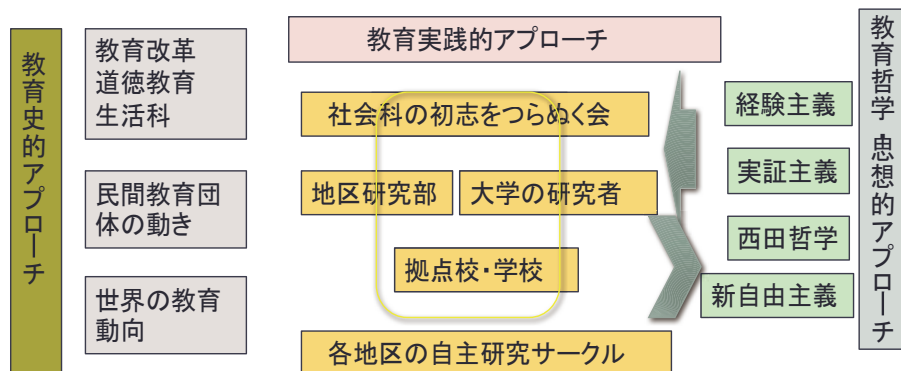 教育史的アプローチ
教育改革
道徳教育
生活科
民間教育団
体の動き
世界の教育
動向
教育実践的アプローチ
社会科の初志をつらぬく会
地区研究部
大学の研究者
拠点校・学校
各地区の自主研究サークル
経験主義
実証主義
西田哲学
新自由主義
教育哲学・思想的アプローチ